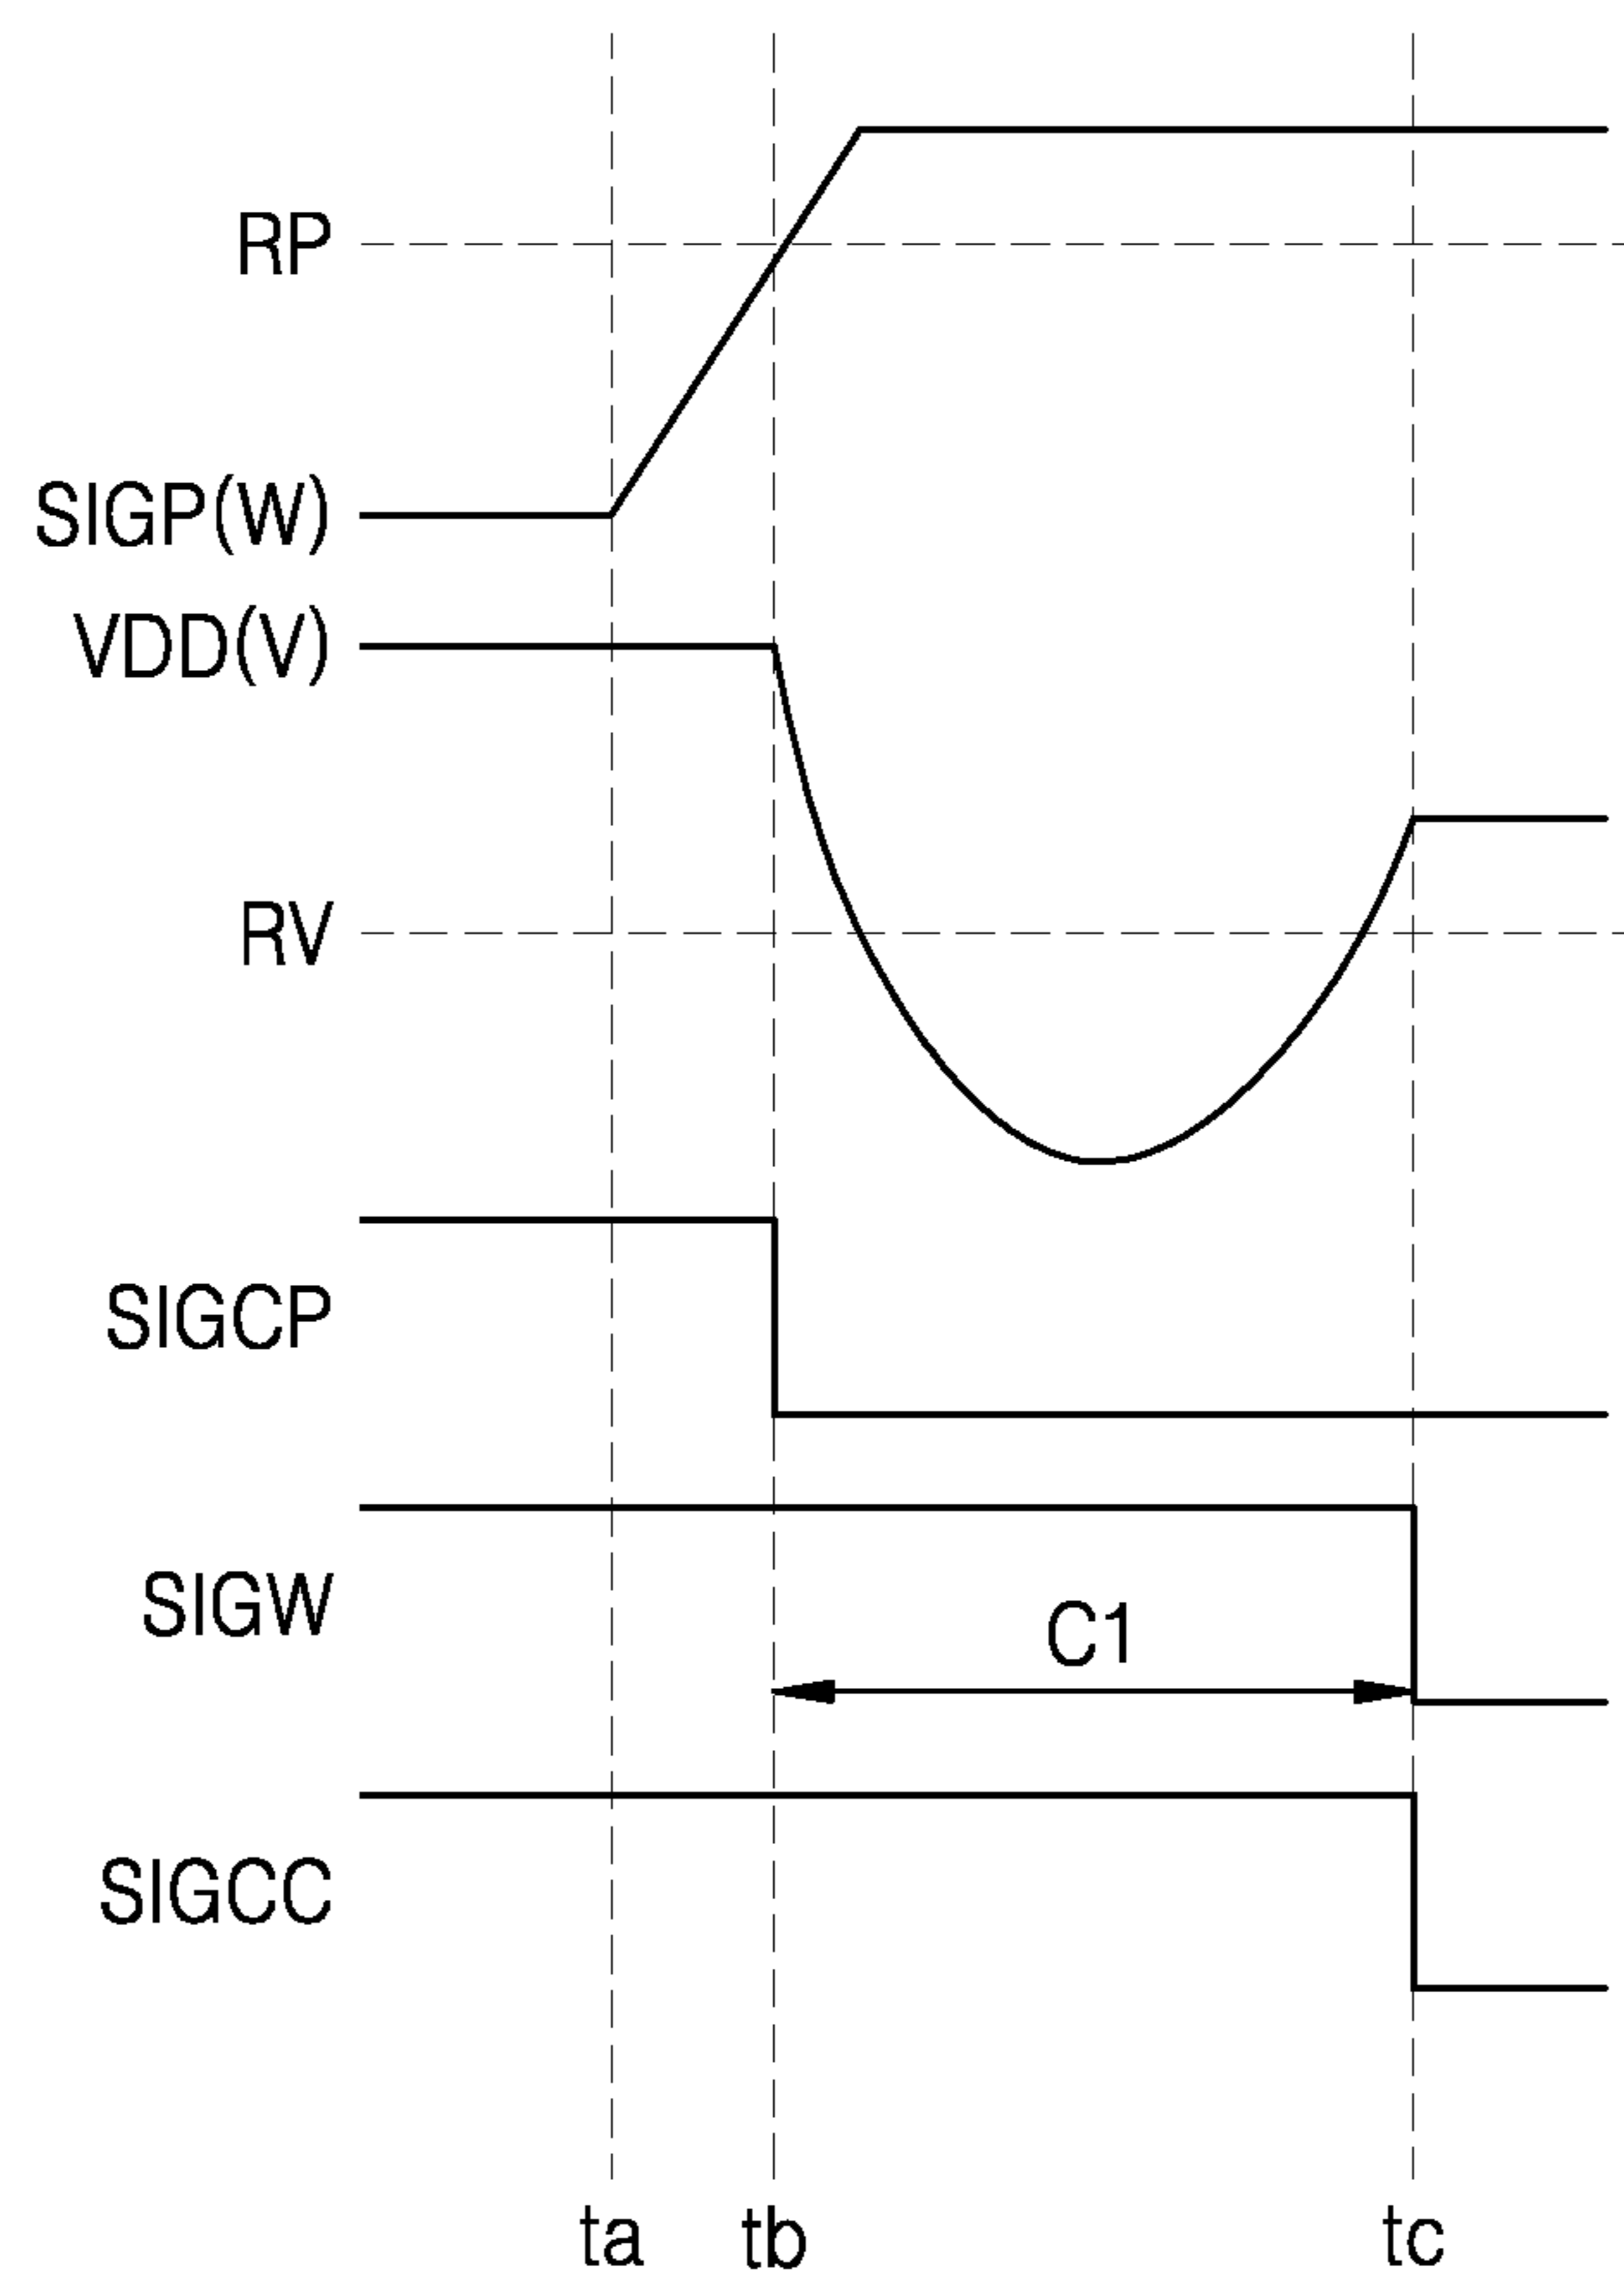 RP
SIGP(W)
VDD(V)
RV
SIGCP
SIGW
C1
SIGCC
ta tb tc